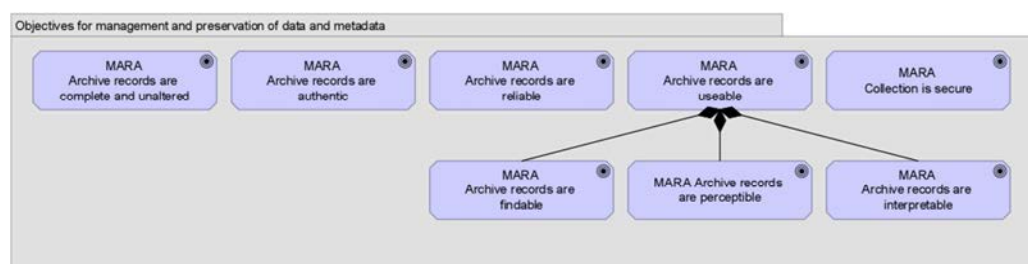 Objectives for management and preservation of data and metadata
MARA
Archive records are
complete and unaltered
MARA
Archive records are
authentic
MARA
Archive records are
reliable
MARA
Archive records are
useable
MARA
Collection is secure
MARA
Archive records are
findable
MARA Archive records
are perceptible
MARA
Archive records are
interpretable